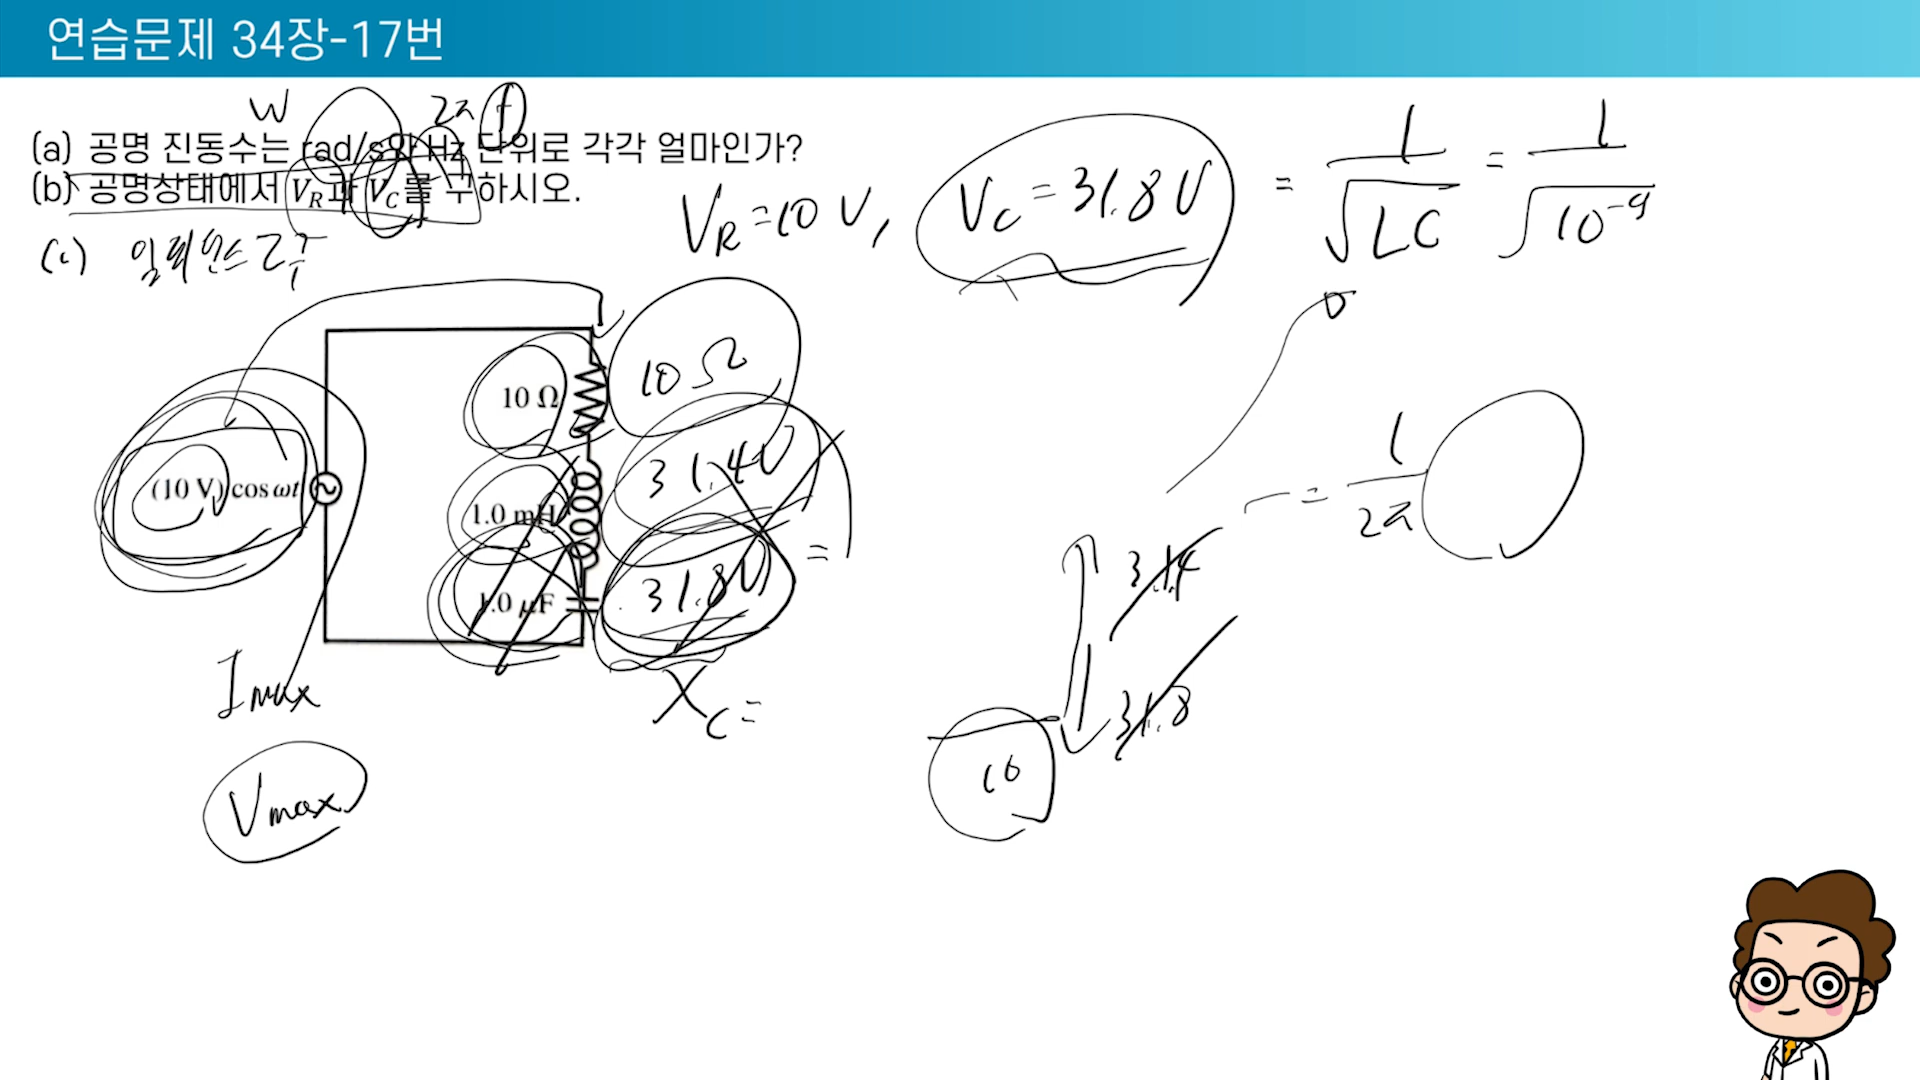 연습문제 34장-17번
W 2π f
(a) 공명 진동수는 rad/s와 Hz 단위로 각각 얼마인가?
(b) 공명상태에서 V_R과 V_C를 구하시오.
(c) 임피던스 Z?
V_R = 10 V, V_C = 31.8 V
= 1/√LC = 1/√10⁻⁹
10 Ω 10 Ω
(10 V) cos ωt
31.4V
1.0 mH
31.8V =
1.0 μF
= 1/2π
31.4
31.8
10
I max
X_C =
V max